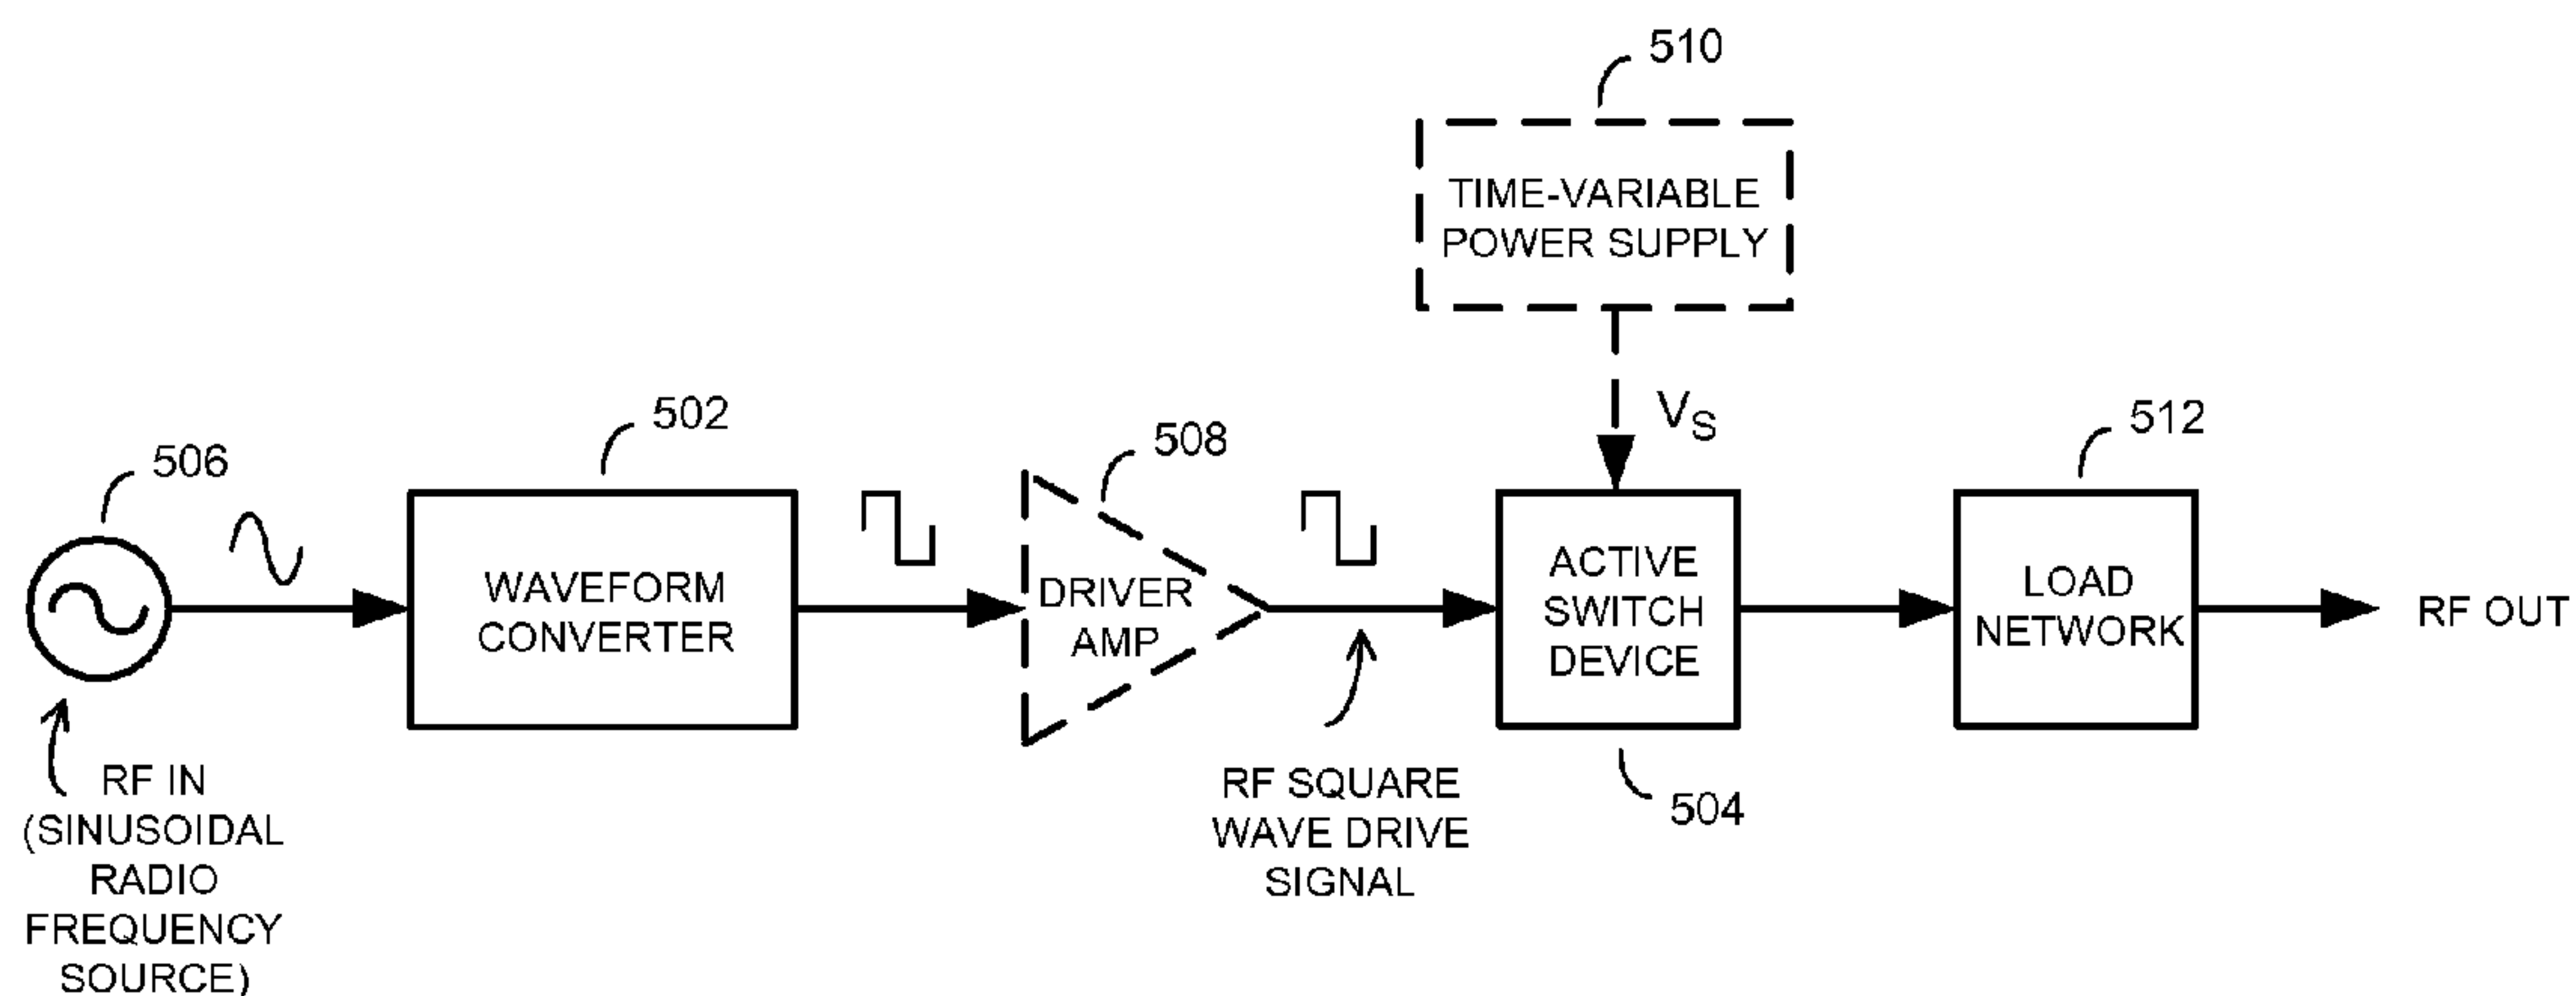 510
TIME-VARIABLE
POWER SUPPLY
VS
506
502
508
512
WAVEFORM
CONVERTER
DRIVER
AMP
ACTIVE
SWITCH
DEVICE
LOAD
NETWORK
RF OUT
RF IN
(SINUSOIDAL
RADIO
FREQUENCY
SOURCE)
RF SQUARE
WAVE DRIVE
SIGNAL
504